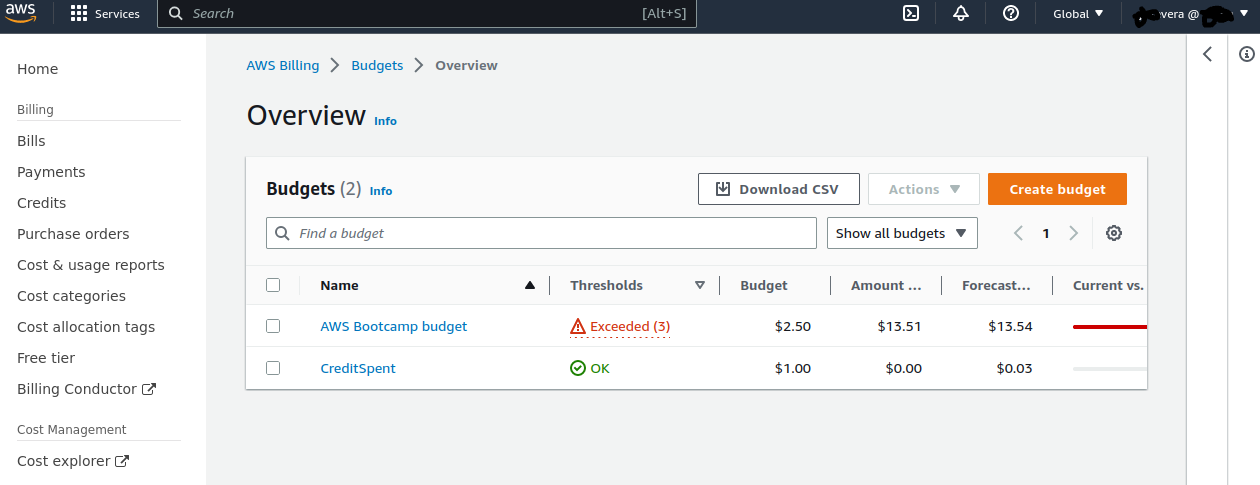 aws Services Search [Alt+S] Global vera @
Home
Billing
Bills
Payments
Credits
Purchase orders
Cost & usage reports
Cost categories
Cost allocation tags
Free tier
Billing Conductor
Cost Management
Cost explorer
AWS Billing Budgets Overview
Overview Info
Budgets (2) Info Download CSV Actions Create budget
Find a budget Show all budgets 1
Name Thresholds Budget Amount ... Forecast... Current vs.
AWS Bootcamp budget Exceeded (3) $2.50 $13.51 $13.54
CreditSpent OK $1.00 $0.00 $0.03